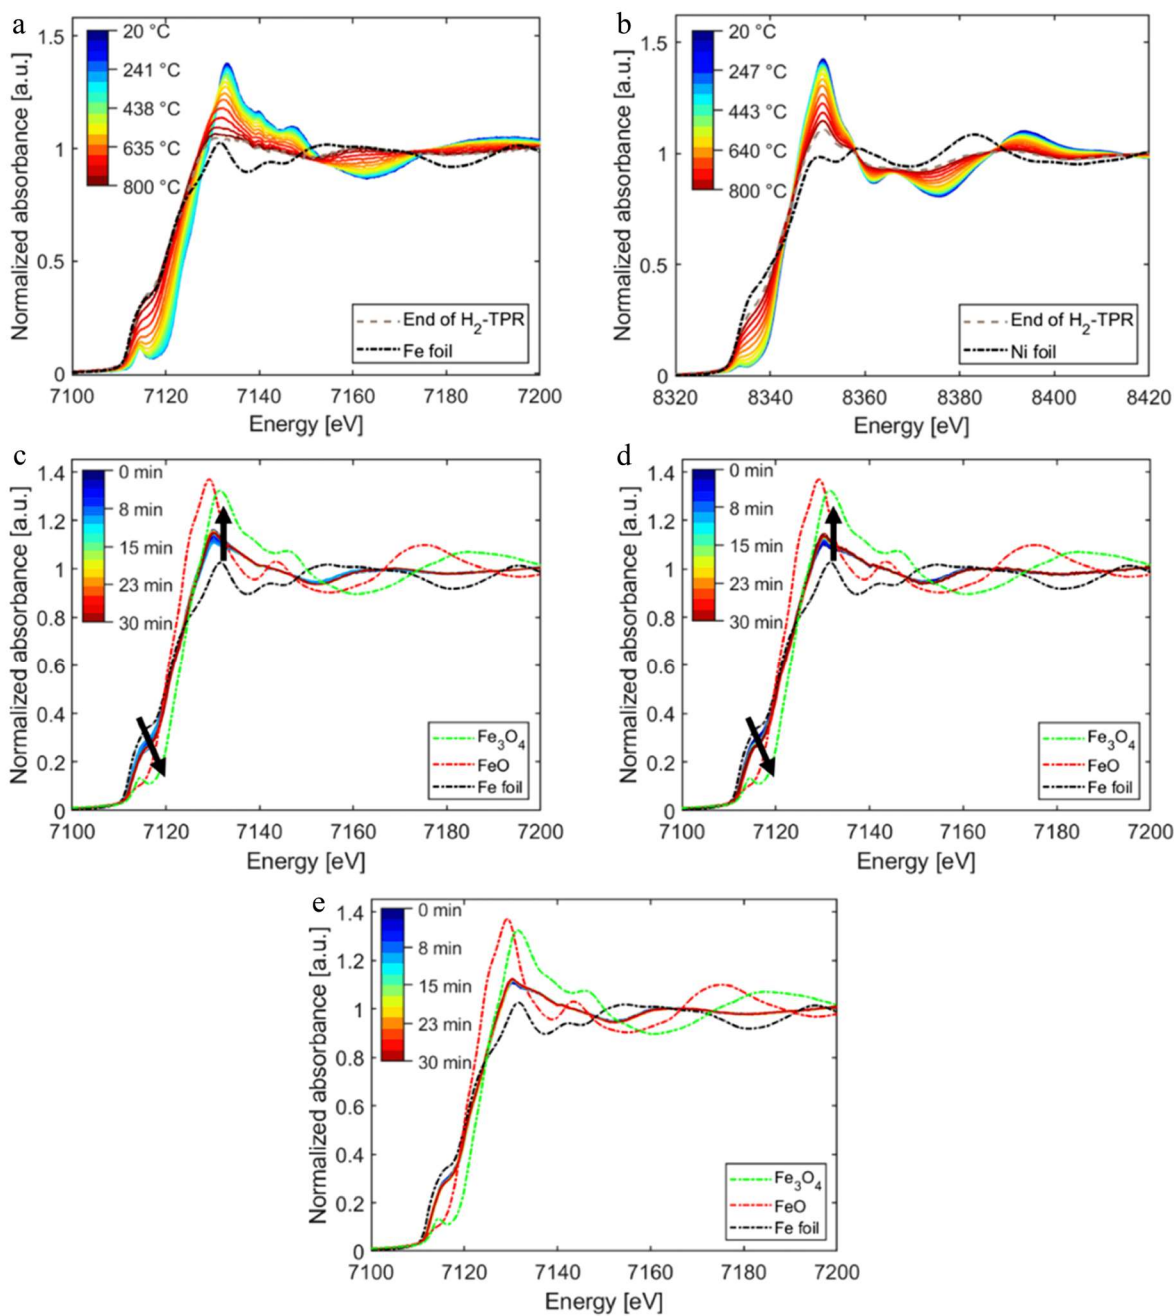 a
Normalized absorbance [a.u.]
1.5
1
0.5
0
20 °C
241 °C
438 °C
635 °C
800 °C
End of H₂-TPR
Fe foil
7100 7120 7140 7160 7180 7200
Energy [eV]
b
Normalized absorbance [a.u.]
1.5
1
0.5
0
20 °C
247 °C
443 °C
640 °C
800 °C
End of H₂-TPR
Ni foil
8320 8340 8360 8380 8400 8420
Energy [eV]
c
Normalized absorbance [a.u.]
1.4
1.2
1
0.8
0.6
0.4
0.2
0
0 min
8 min
15 min
23 min
30 min
Fe₃O₄
FeO
Fe foil
7100 7120 7140 7160 7180 7200
Energy [eV]
d
Normalized absorbance [a.u.]
1.4
1.2
1
0.8
0.6
0.4
0.2
0
0 min
8 min
15 min
23 min
30 min
Fe₃O₄
FeO
Fe foil
7100 7120 7140 7160 7180 7200
Energy [eV]
e
Normalized absorbance [a.u.]
1.4
1.2
1
0.8
0.6
0.4
0.2
0
0 min
8 min
15 min
23 min
30 min
Fe₃O₄
FeO
Fe foil
7100 7120 7140 7160 7180 7200
Energy [eV]